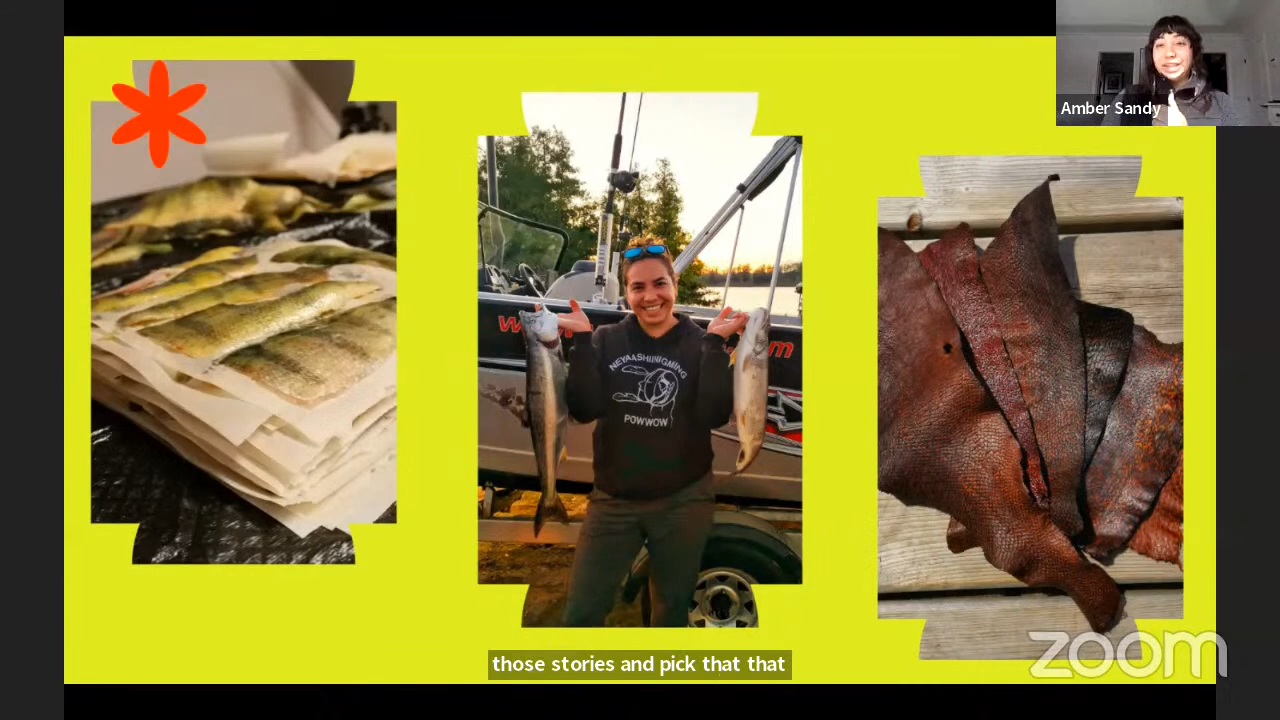 Amber Sandy
NEYAASHIINIGMIING
POWWOW
those stories and pick that that
zoom